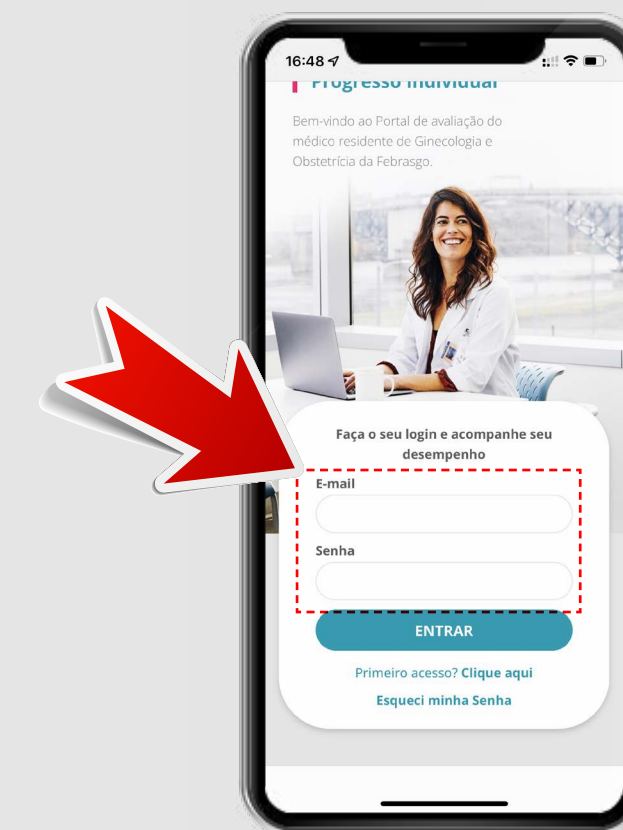 16:48
Progresso Individual
Bem-vindo ao Portal de avaliação do
médico residente de Ginecologia e
Obstetrícia da Febrasgo.
Faça o seu login e acompanhe seu
desempenho
E-mail
Senha
ENTRAR
Primeiro acesso? Clique aqui
Esqueci minha Senha